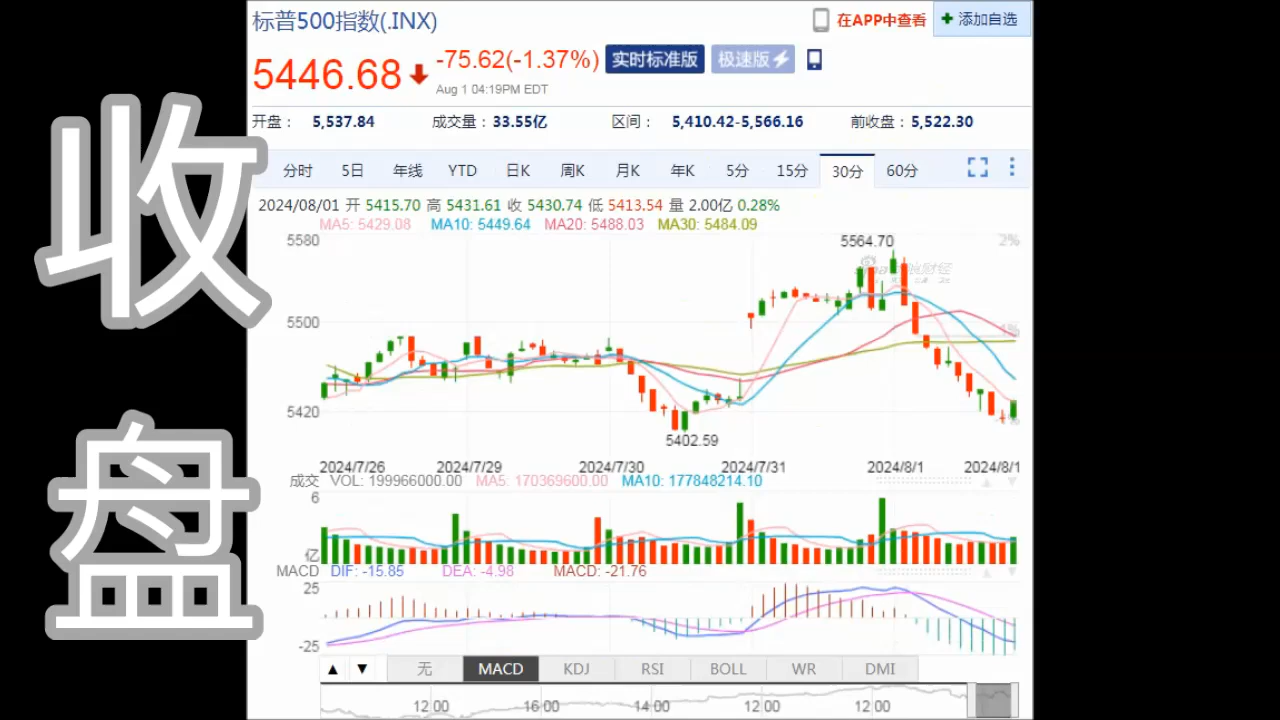 收
盘
标普500指数(.INX)
在APP中查看
添加自选
5446.68
-75.62(-1.37%)
实时标准版
极速版
Aug 1 04:19PM EDT
开盘： 5,537.84 成交量：33.55亿 区间： 5,410.42-5,566.16 前收盘：5,522.30
分时 5日 年线 YTD 日K 周K 月K 年K 5分 15分 30分 60分
2024/08/01 开 5415.70 高 5431.61 收 5430.74 低 5413.54 量 2.00亿 0.28%
MA5: 5429.08 MA10: 5449.64 MA20: 5488.03 MA30: 5484.09
5580
5564.70
2%
5500
5420
5402.59
2024/7/26 2024/7/29 2024/7/30 2024/7/31 2024/8/1 2024/8/1
成交 VOL: 199966000.00 MA5: 170369600.00 MA10: 177848214.10
6
亿
MACD DIF: -15.85 DEA: -4.98 MACD: -21.76
25
-25
▲ ▼ 无 MACD KDJ RSI BOLL WR DMI
12:00 16:00 14:00 12:00 12:00